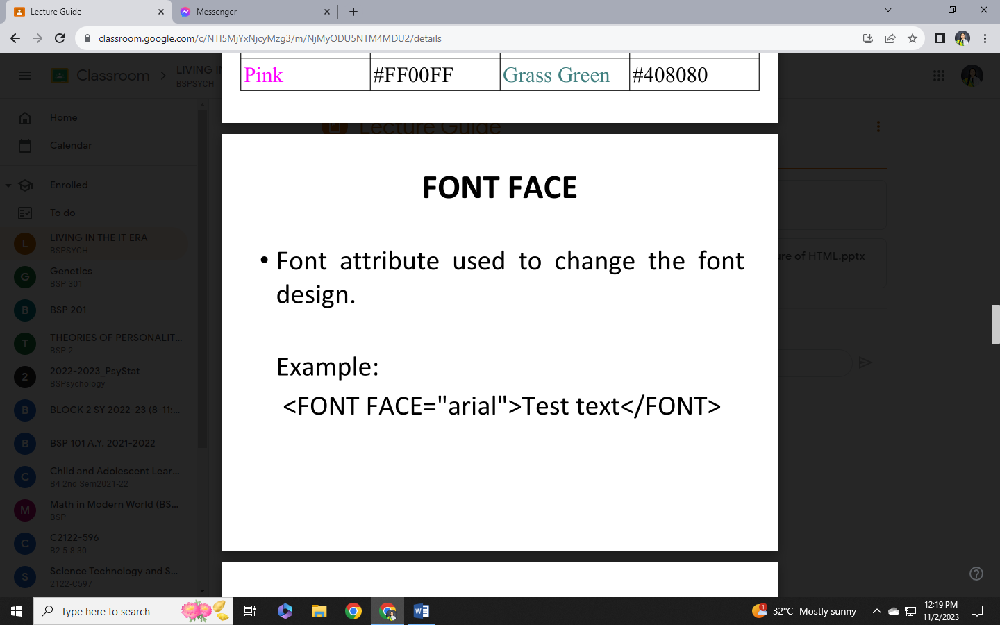 Lecture Guide
Messenger
classroom.google.com/c/NTI5MjYxNjcyMzg3/m/NjMyODU5NTM4MDU2/details
Classroom
LIVING IN
BSPSYCH
Pink #FF00FF Grass Green #408080
Lecture Guide
Home
Calendar
Enrolled
To do
L LIVING IN THE IT ERA
BSPSYCH
G Genetics
BSP 301
B BSP 201
T THEORIES OF PERSONALIT...
BSP 2
2 2022-2023_PsyStat
BSPsychology
B BLOCK 2 SY 2022-23 (8-11:...
B BSP 101 A.Y. 2021-2022
C Child and Adolescent Lear...
B4 2nd Sem2021-22
M Math in Modern World (BS...
BSP
C C2122-596
B2 5-8:30
S Science Technology and S...
2122-C597
FONT FACE
• Font attribute used to change the font
design.
Example:
<FONT FACE="arial">Test text</FONT>
ure of HTML.pptx
Type here to search
1
32°C Mostly sunny
12:19 PM
11/2/2023